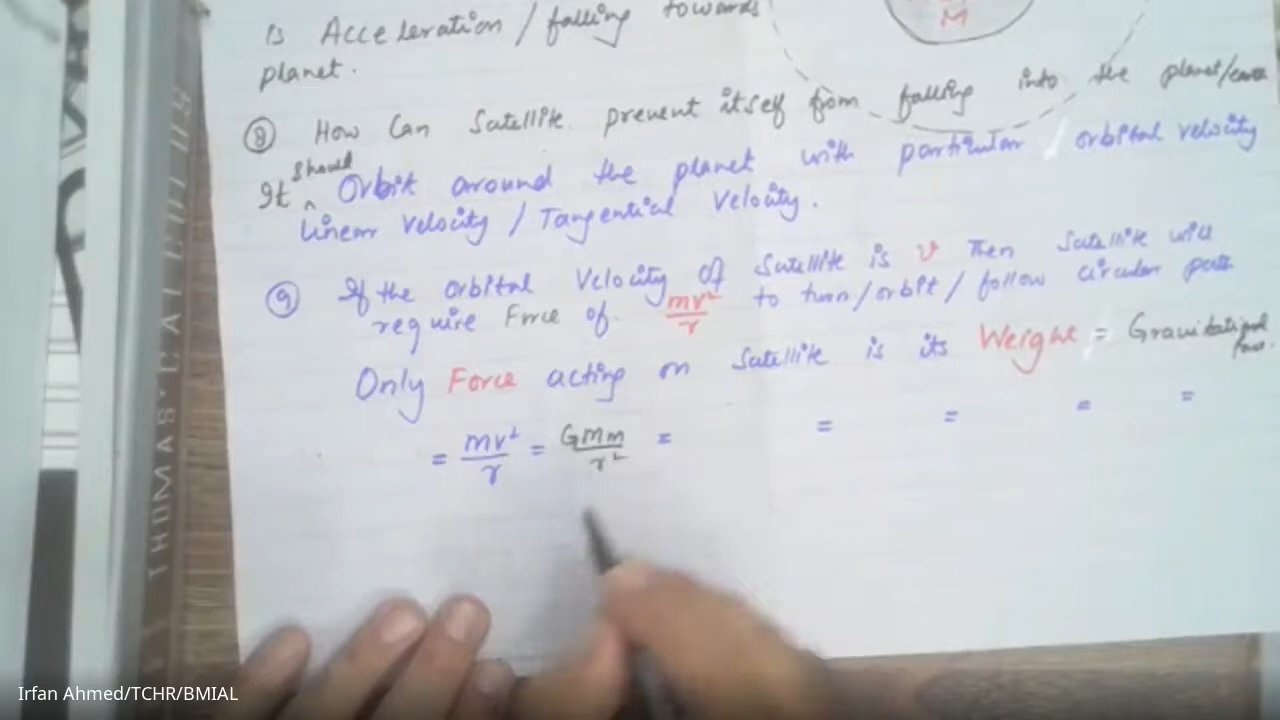 is Acceleration / falling towards
planet.
M
⑧ How Can Satellite prevent itself from falling into the planet/
It should Orbit around the planet with particular / orbital velocity
linear velocity / Tangential Velocity.
⑨ If the orbital Velocity of Satellite is v Then Satellite will
require Force of mv²/r to turn/orbit/ follow circular path
Only Force acting on Satellite is its Weight = Gravitational
= mv²/r = GMm/r² = = = = =
THOMAS' CALCULUS
Irfan Ahmed/TCHR/BMIAL